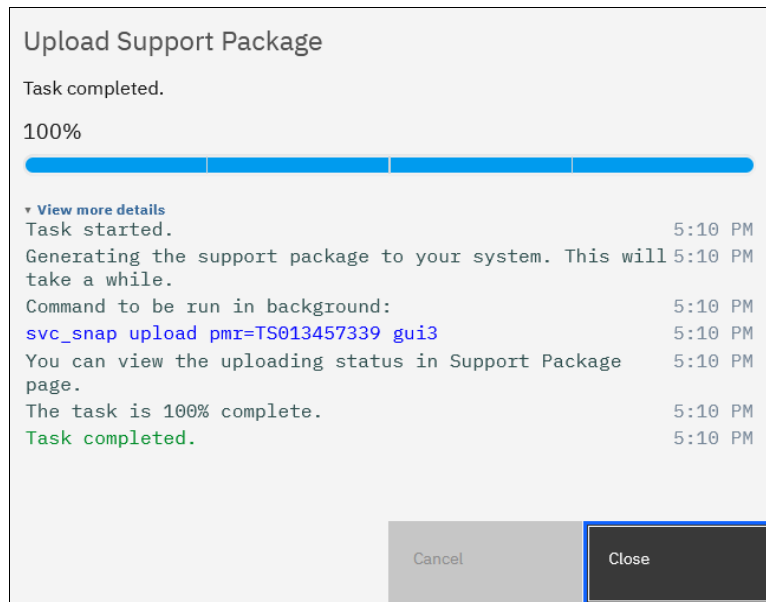 Upload Support Package
Task completed.
100%
▾ View more details
Task started. 5:10 PM
Generating the support package to your system. This will 5:10 PM
take a while.
Command to be run in background: 5:10 PM
svc_snap upload pmr=TS013457339 gui3 5:10 PM
You can view the uploading status in Support Package 5:10 PM
page.
The task is 100% complete. 5:10 PM
Task completed. 5:10 PM
Cancel Close